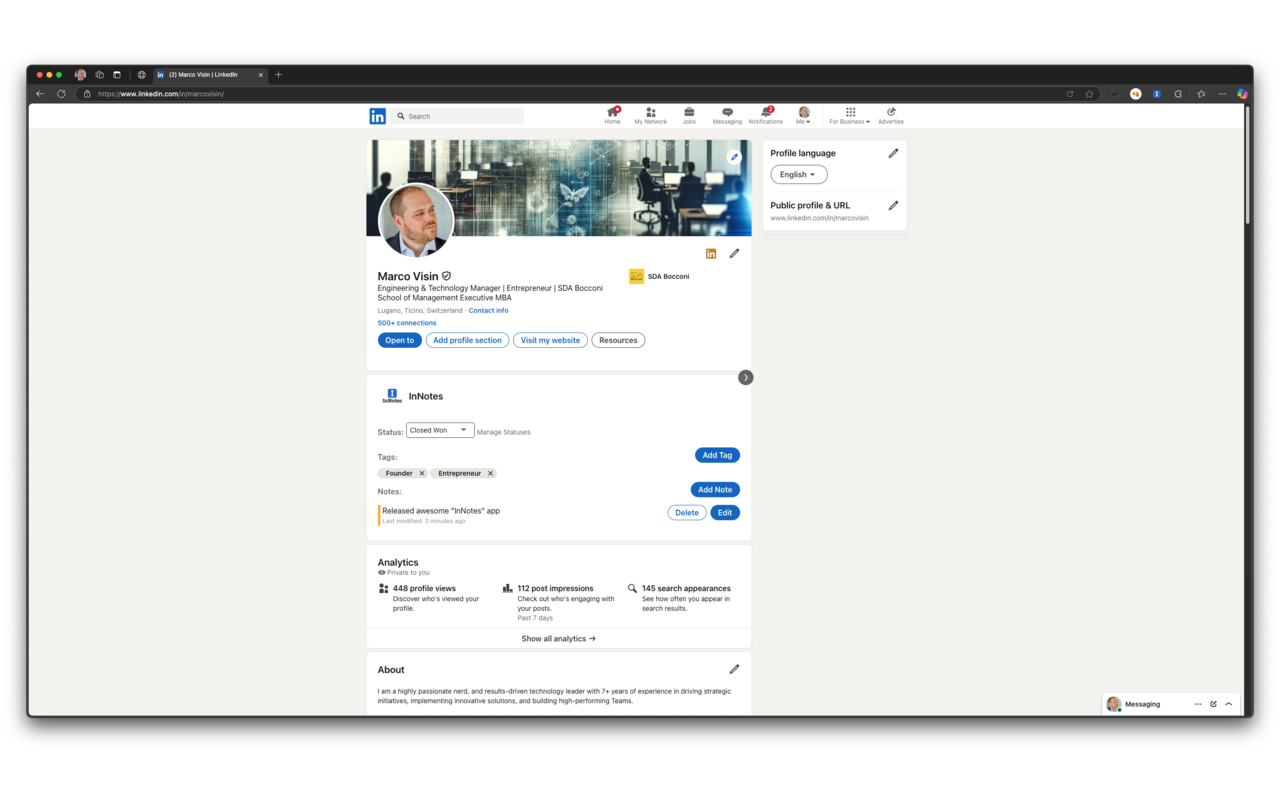 (2) Marco Visin | LinkedIn
https://www.linkedin.com/in/marcovisin/
in
Search
Home
My Network
Jobs
Messaging
2
Notifications
Me
For Business
Advertise
Profile language
English
Public profile & URL
www.linkedin.com/in/marcovisin
in
Marco Visin
SDA Bocconi
Engineering & Technology Manager | Entrepreneur | SDA Bocconi
School of Management Executive MBA
Lugano, Ticino, Switzerland · Contact info
500+ connections
Open to
Add profile section
Visit my website
Resources
InNotes
InNotes
Status:
Closed Won
Manage Statuses
Tags:
Add Tag
Founder
Entrepreneur
Notes:
Add Note
Released awesome "InNotes" app
Last modified: 3 minutes ago
Delete
Edit
Analytics
Private to you
448 profile views
Discover who's viewed your
profile.
112 post impressions
Check out who's engaging with
your posts.
Past 7 days
145 search appearances
See how often you appear in
search results.
Show all analytics →
About
I am a highly passionate nerd, and results-driven technology leader with 7+ years of experience in driving strategic
initiatives, implementing innovative solutions, and building high-performing Teams.
Messaging